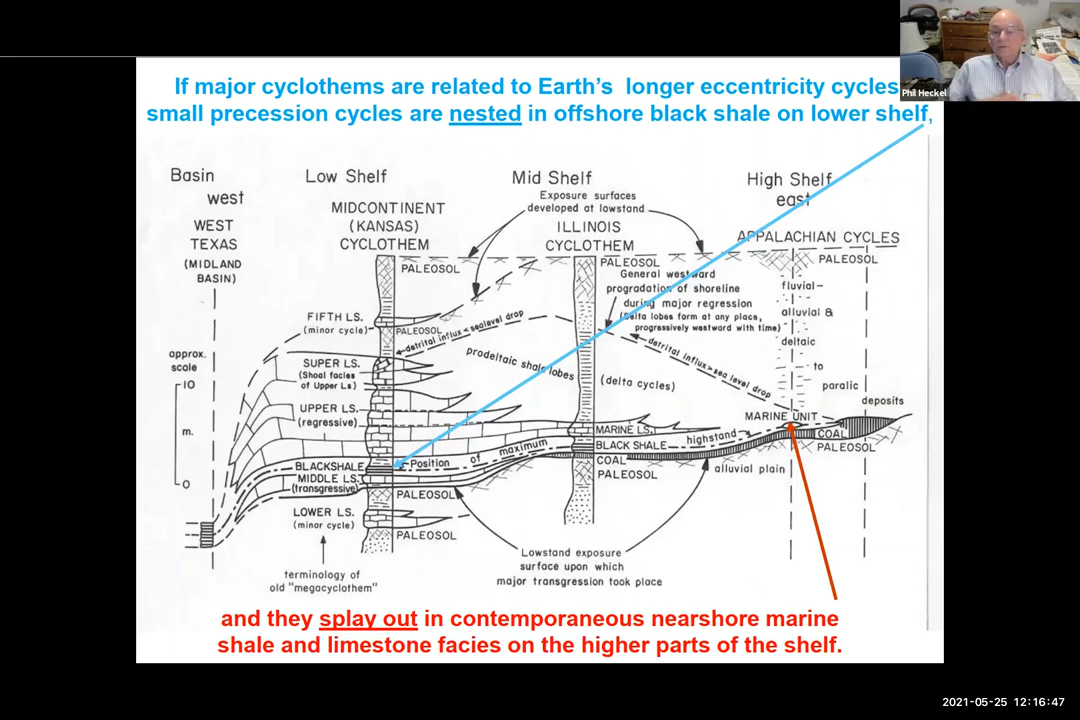 If major cyclothems are related to Earth's longer eccentricity cycles
small precession cycles are nested in offshore black shale on lower shelf,
Phil Heckel
Basin
west
WEST
TEXAS
(MIDLAND
BASIN)
Low Shelf
MIDCONTINENT
(KANSAS)
CYCLOTHEM
Mid Shelf
Exposure surfaces
developed at lowstand
ILLINOIS
CYCLOTHEM
High Shelf
east
APPALACHIAN CYCLES
PALEOSOL
PALEOSOL
PALEOSOL
General westward
progradation of shoreline
during major regression
(Delta lobes form at any place,
progressively westward with time)
fluvial-
alluvial &
deltaic
to
paralic
deposits
FIFTH LS.
(minor cycle)
PALEOSOL
detrital influx < sealevel drop
detrital influx > sea level drop
approx.
scale
10
m.
0
SUPER LS.
(Shoal facies
of Upper Ls)
prodeltaic shale lobes
(delta cycles)
UPPER LS.
(regressive)
MARINE UNIT
MARINE LS.
BLACK SHALE
highstand
COAL
PALEOSOL
COAL
PALEOSOL
alluvial plain
BLACKSHALE
Position of maximum
MIDDLE LS.
(transgressive)
PALEOSOL
LOWER LS.
(minor cycle)
PALEOSOL
terminology of
old "megacyclothem"
Lowstand exposure
surface upon which
major transgression took place
and they splay out in contemporaneous nearshore marine
shale and limestone facies on the higher parts of the shelf.
2021-05-25 12:16:47